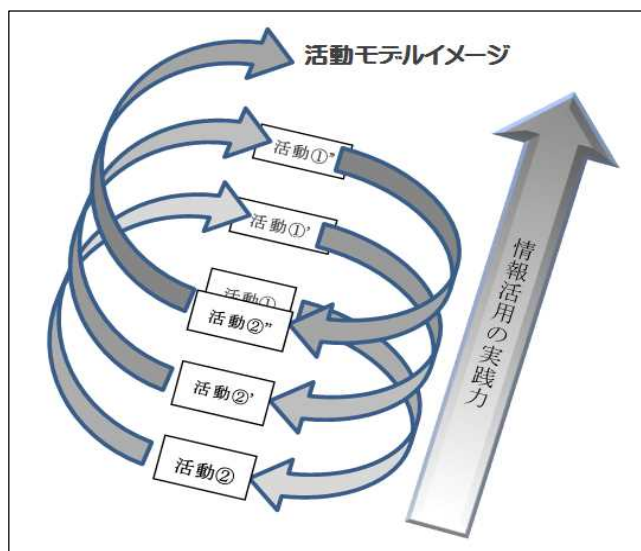 活動モデルイメージ
活動①”
活動①’
活動①
活動②”
活動②’
活動②
情報活用の実践力